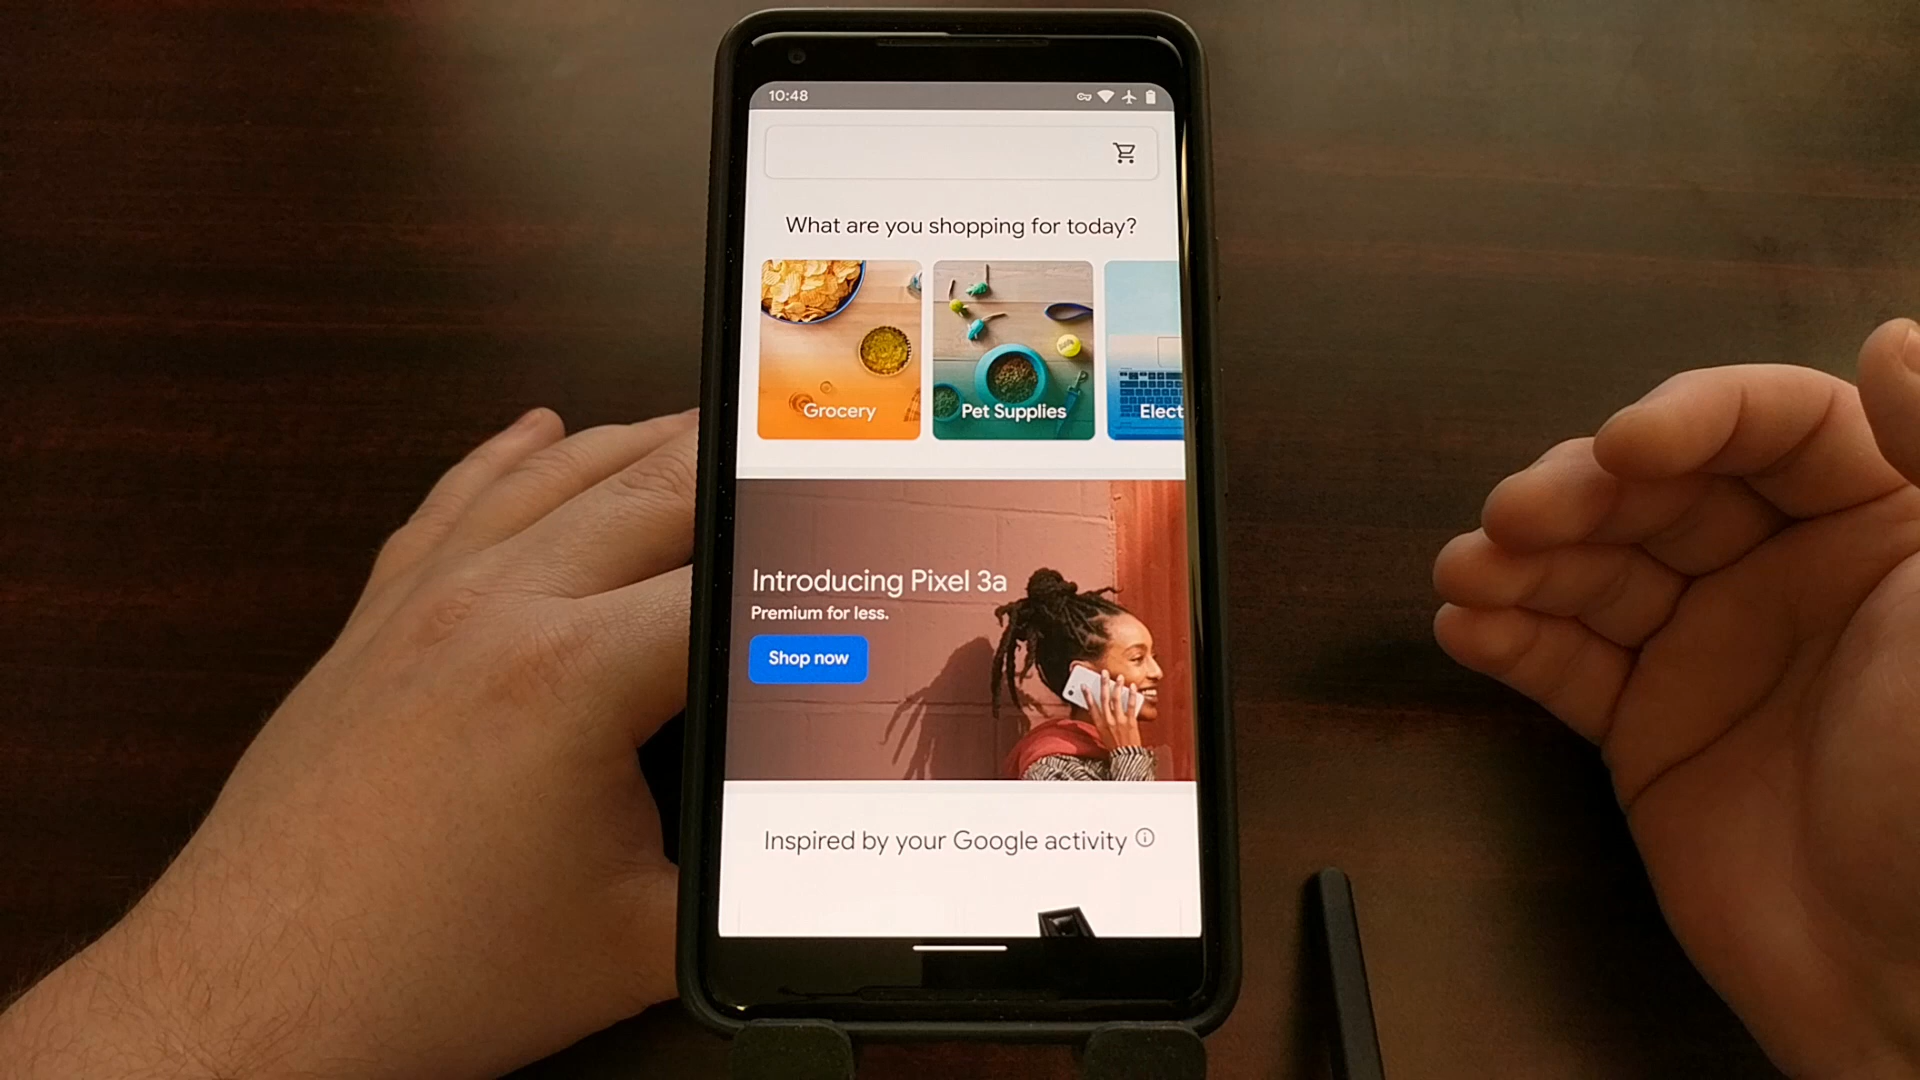 10:48
What are you shopping for today?
Grocery
Pet Supplies
Elect
Introducing Pixel 3a
Premium for less.
Shop now
Inspired by your Google activity